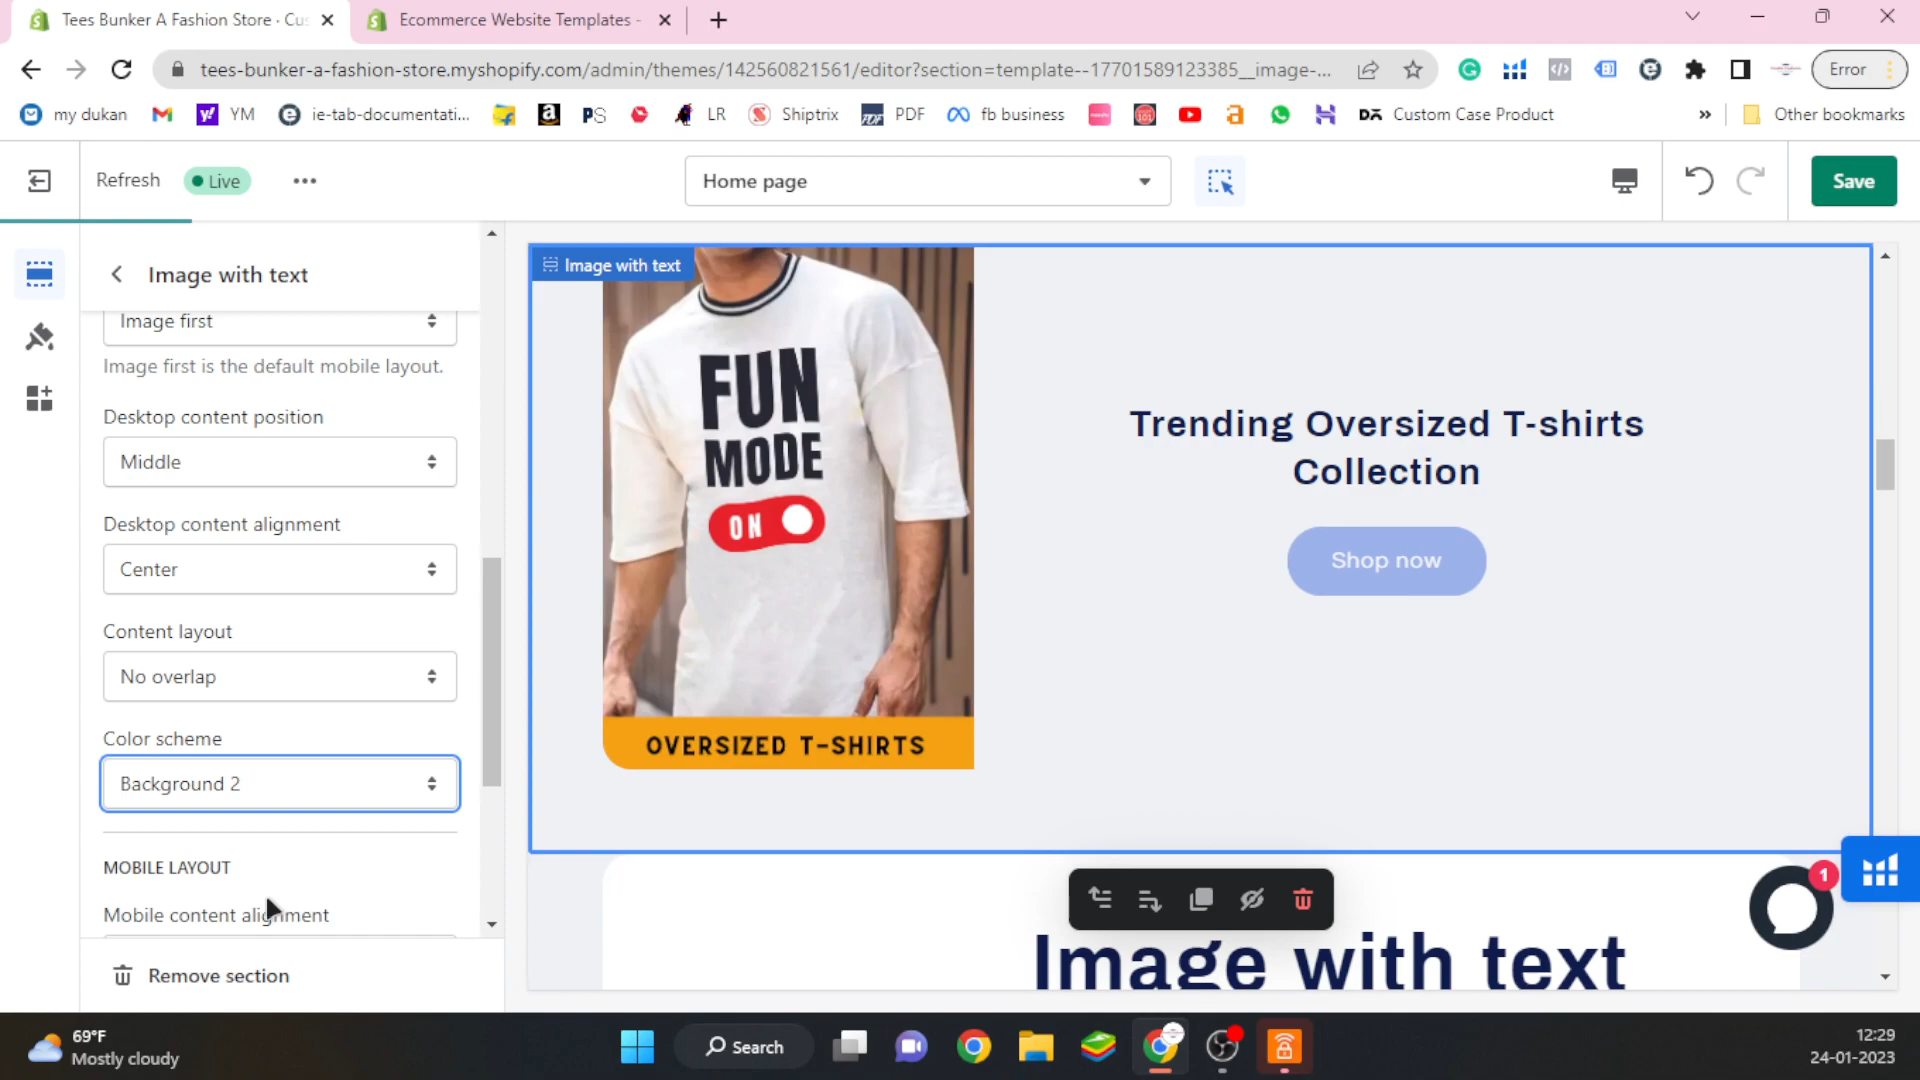 Tees Bunker A Fashion Store · Cus
Ecommerce Website Templates -
tees-bunker-a-fashion-store.myshopify.com/admin/themes/142560821561/editor?section=template--17701589123385__image-...
Error
my dukan
YM
ie-tab-documentati...
PS
LR
Shiptrix
PDF
fb business
Custom Case Product
»
Other bookmarks
Refresh
Live
Home page
Save
Image with text
Image first
Image first is the default mobile layout.
Desktop content position
Middle
Desktop content alignment
Center
Content layout
No overlap
Color scheme
Background 2
MOBILE LAYOUT
Mobile content alignment
Remove section
Image with text
FUN
MODE
ON
OVERSIZED T-SHIRTS
Trending Oversized T-shirts
Collection
Shop now
1
Image with text
69°F
Mostly cloudy
Search
12:29
24-01-2023